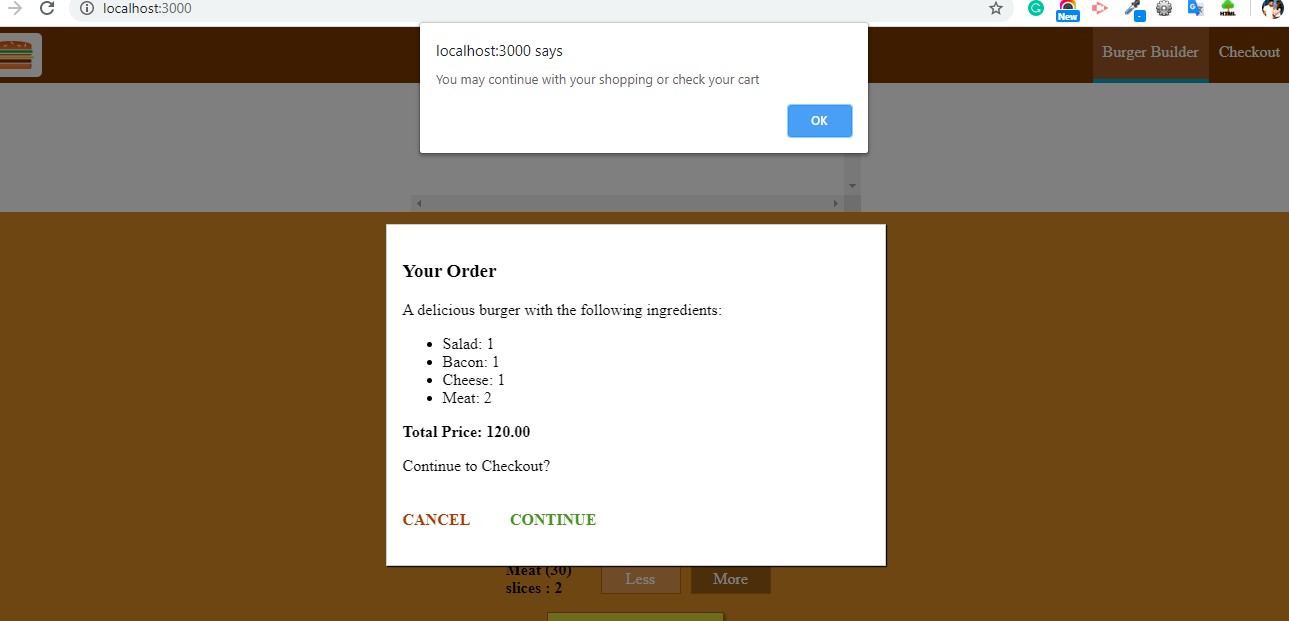 localhost:3000
New
HTML
localhost:3000 says
You may continue with your shopping or check your cart
OK
Burger Builder
Checkout
Your Order
A delicious burger with the following ingredients:
Salad: 1
Bacon: 1
Cheese: 1
Meat: 2
Total Price: 120.00
Continue to Checkout?
CANCEL CONTINUE
Meat (30)
slices : 2
Less
More